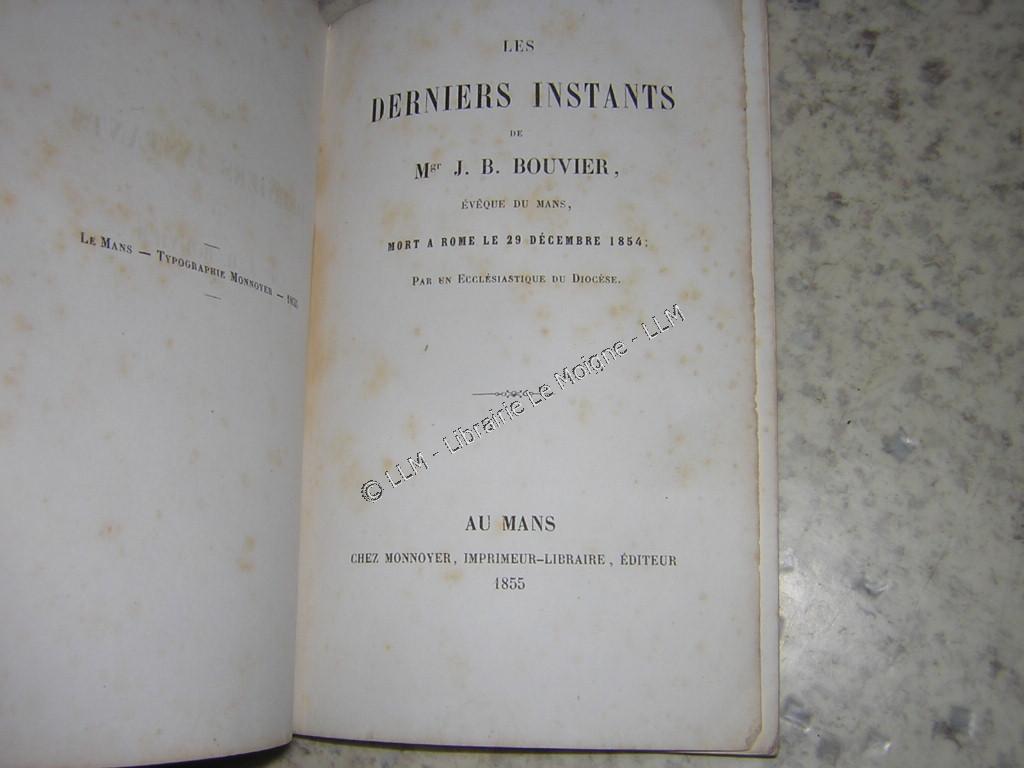 Le Mans — Typographie Monnoyer — 1855
LES
DERNIERS INSTANTS
DE
Mgr J. B. BOUVIER,
ÉVÊQUE DU MANS,
MORT A ROME LE 29 DÉCEMBRE 1854;
Par un Ecclésiastique du Diocèse.
© LLM - Librairie Le Moigne - LLM
AU MANS
CHEZ MONNOYER, IMPRIMEUR-LIBRAIRE, ÉDITEUR
1855